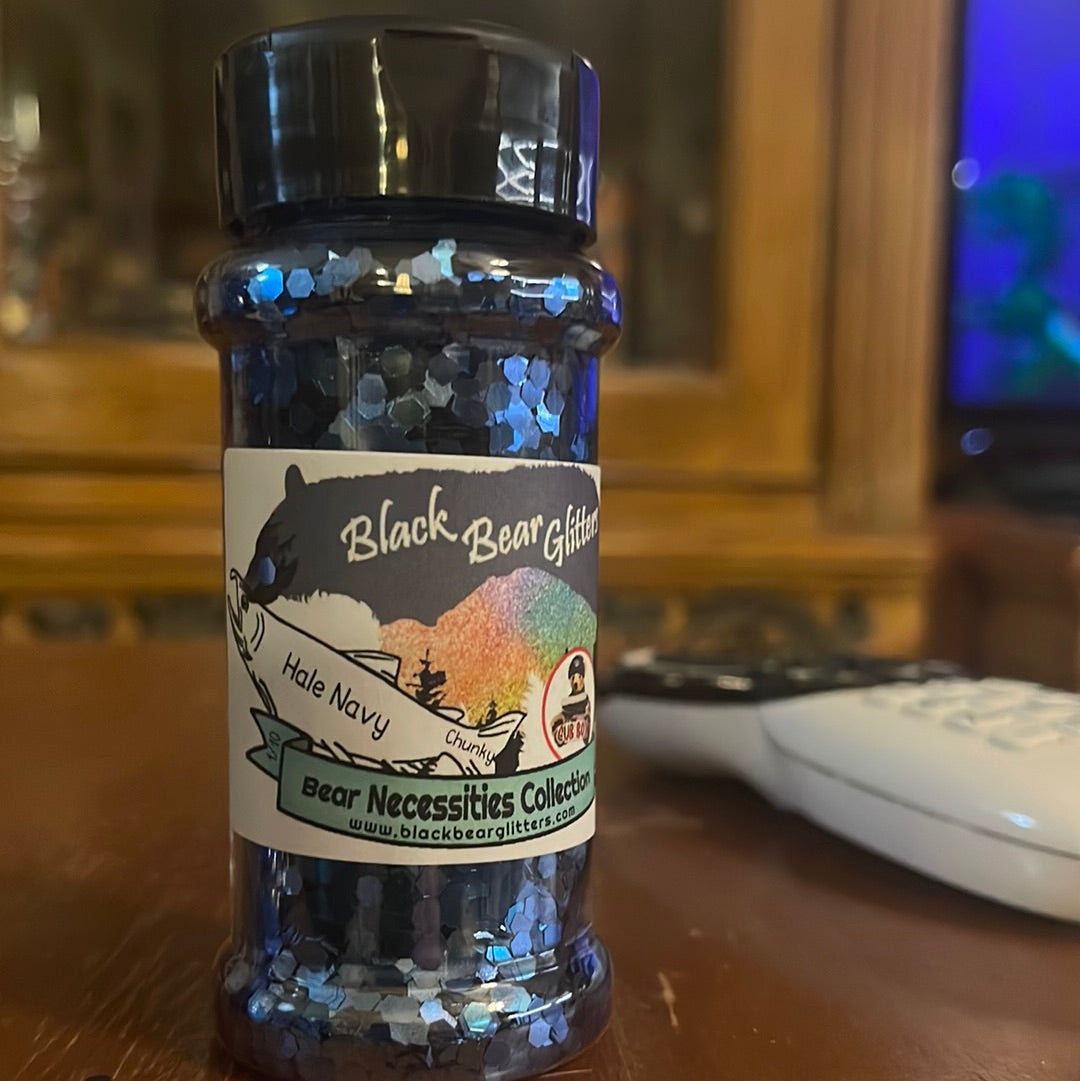 Black Bear Glitters
Hale Navy
Chunky
1/10
Bear Necessities Collection
www.blackbearglitters.com